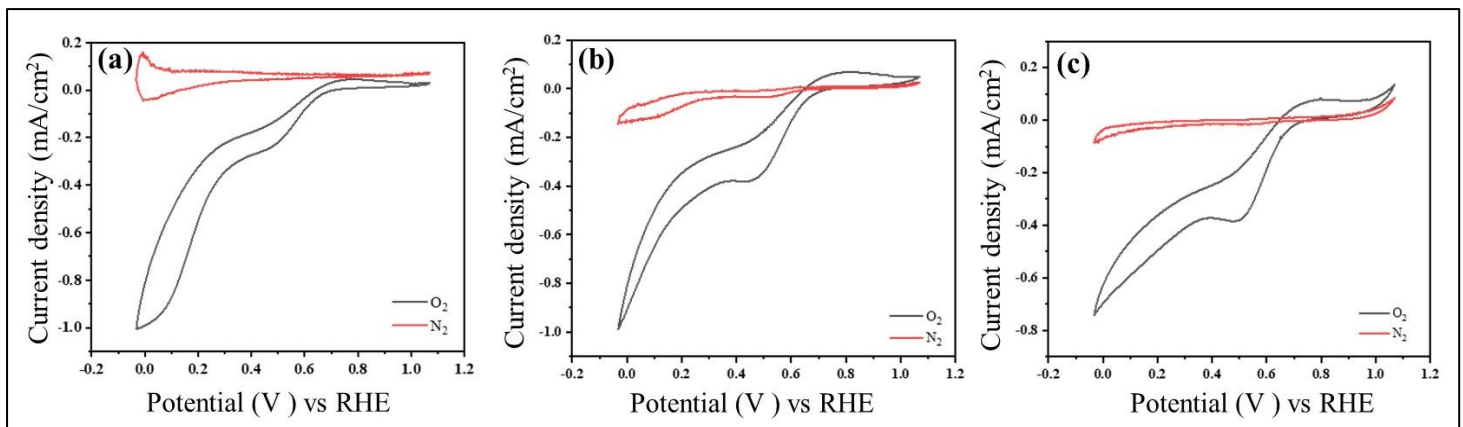 (a)
0.2
0.0
-0.2
-0.4
-0.6
-0.8
-1.0
Current density (mA/cm²)
O₂
N₂
-0.2 0.0 0.2 0.4 0.6 0.8 1.0 1.2
Potential (V ) vs RHE
(b)
0.2
0.0
-0.2
-0.4
-0.6
-0.8
-1.0
Current density (mA/cm²)
O₂
N₂
-0.2 0.0 0.2 0.4 0.6 0.8 1.0 1.2
Potential (V ) vs RHE
(c)
0.2
0.0
-0.2
-0.4
-0.6
-0.8
Current density (mA/cm²)
O₂
N₂
-0.2 0.0 0.2 0.4 0.6 0.8 1.0 1.2
Potential (V ) vs RHE